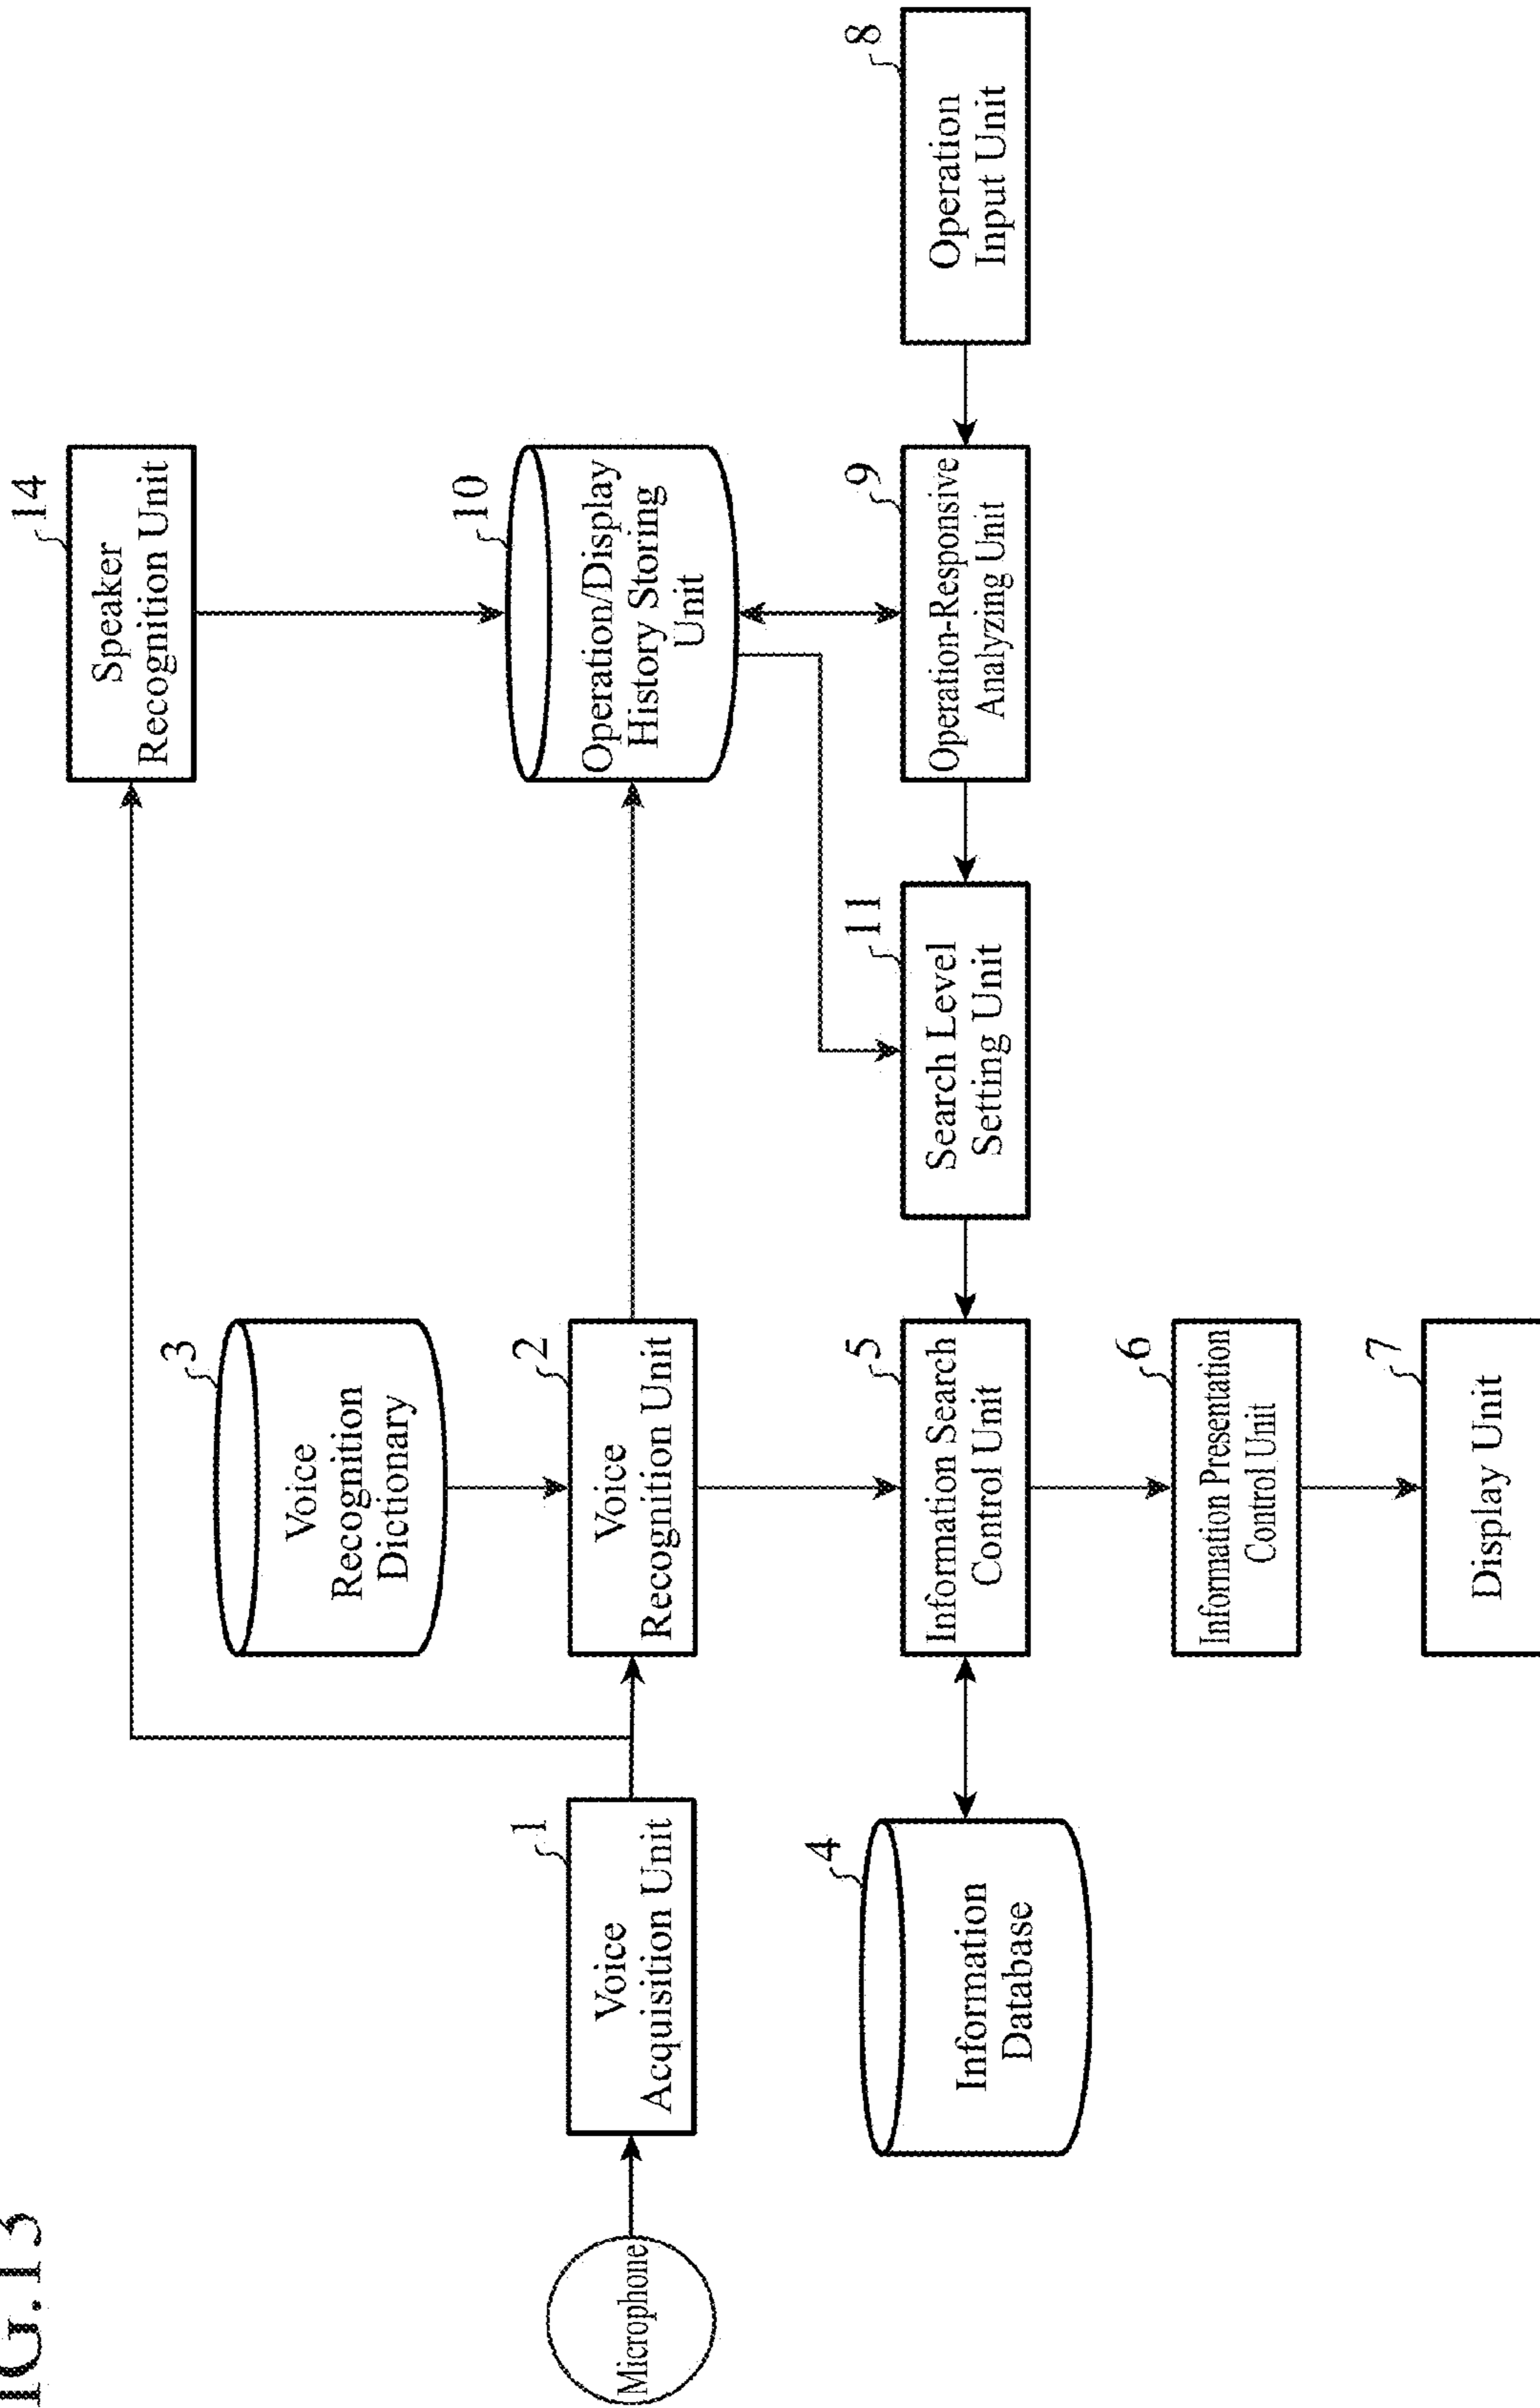 IG.13
14
Speaker
Recognition Unit
3
Voice
Recognition
Dictionary
Microphone
1
Voice
Acquisition Unit
2
Voice
Recognition Unit
10
Operation/Display
History Storing
Unit
4
Information
Database
5
Information Search
Control Unit
11
Search Level
Setting Unit
9
Operation-Responsive
Analyzing Unit
8
Operation
Input Unit
6
Information Presentation
Control Unit
7
Display Unit